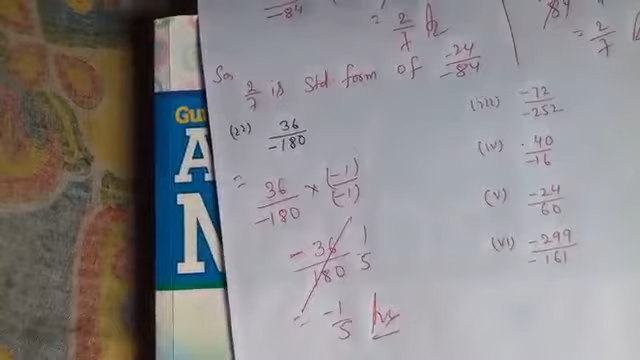 -84
= 2/7
84
= 2/7
So, 2/7 is Std form of -24/-84
(ii) 36/-180
= 36/-180 × (-1)/(-1)
-36/180 1/5
= -1/5
(iii) -72/-252
(iv) 40/-16
(v) -24/60
(vi) -299/-161
Gu
A
N